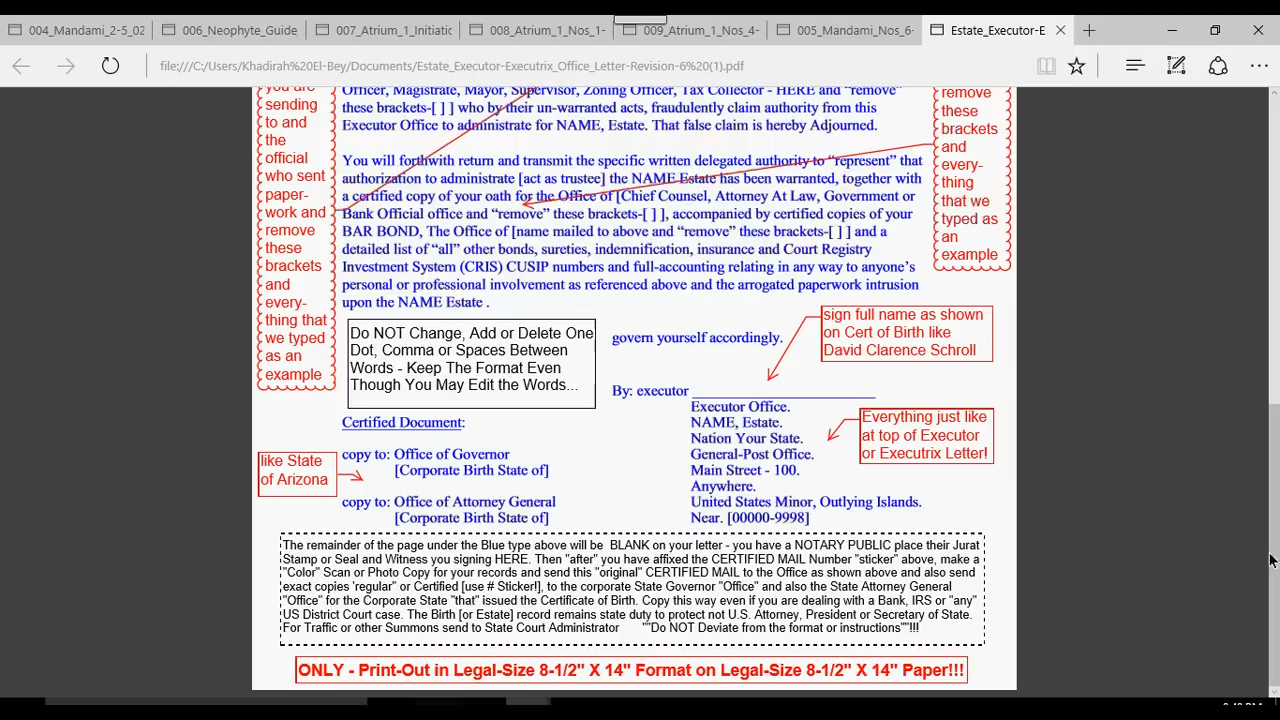 004_Mandami_2-5_02
006_Neophyte_Guide_
007_Atrium_1_Initiatic
008_Atrium_1_Nos_1-
009_Atrium_1_Nos_4-
005_Mandami_Nos_6-
Estate_Executor-E
file:///C:/Users/Khadirah%20El-Bey/Documents/Estate_Executor-Executrix_Office_Letter-Revision-6%20(1).pdf
you are
sending
to and
the
official
who sent
paper-
work and
remove
these
brackets
and
every-
thing that
we typed
as an
example
Officer, Magistrate, Mayor, Supervisor, Zoning Officer, Tax Collector - HERE and “remove”
these brackets-[ ] who by their un-warranted acts, fraudulently claim authority from this
Executor Office to administrate for NAME, Estate. That false claim is hereby Adjourned.
You will forthwith return and transmit the specific written delegated authority to “represent” that
authorization to administrate [act as trustee] the NAME Estate has been warranted, together with
a certified copy of your oath for the Office of [Chief Counsel, Attorney At Law, Government or
Bank Official office and “remove” these brackets-[ ] ], accompanied by certified copies of your
BAR BOND, The Office of [name mailed to above and “remove” these brackets-[ ] and a
detailed list of “all” other bonds, sureties, indemnification, insurance and Court Registry
Investment System (CRIS) CUSIP numbers and full-accounting relating in any way to anyone’s
personal or professional involvement as referenced above and the arrogated paperwork intrusion
upon the NAME Estate .
remove
these
brackets
and
every-
thing
that we
typed as
an
example
Do NOT Change, Add or Delete One
Dot, Comma or Spaces Between
Words - Keep The Format Even
Though You May Edit the Words...
govern yourself accordingly.
sign full name as shown
on Cert of Birth like
David Clarence Schroll
By: executor ______________________
Executor Office.
NAME, Estate.
Nation Your State.
General-Post Office.
Main Street - 100.
Anywhere.
United States Minor, Outlying Islands.
Near. [00000-9998]
Everything just like
at top of Executor
or Executrix Letter!
Certified Document:
like State
of Arizona
copy to: Office of Governor
[Corporate Birth State of]
copy to: Office of Attorney General
[Corporate Birth State of]
The remainder of the page under the Blue type above will be BLANK on your letter - you have a NOTARY PUBLIC place their Jurat
Stamp or Seal and Witness you signing HERE. Then "after" you have affixed the CERTIFIED MAIL Number "sticker" above, make a
"Color" Scan or Photo Copy for your records and send this "original" CERTIFIED MAIL to the Office as shown above and also send
exact copies 'regular" or Certified [use # Sticker!], to the corporate State Governor "Office" and also the State Attorney General
"Office" for the Corporate State "that" issued the Certificate of Birth. Copy this way even if you are dealing with a Bank, IRS or "any"
US District Court case. The Birth [or Estate] record remains state duty to protect not U.S. Attorney, President or Secretary of State.
For Traffic or other Summons send to State Court Administrator ""Do NOT Deviate from the format or instructions""!!!
ONLY - Print-Out in Legal-Size 8-1/2" X 14" Format on Legal-Size 8-1/2" X 14" Paper!!!